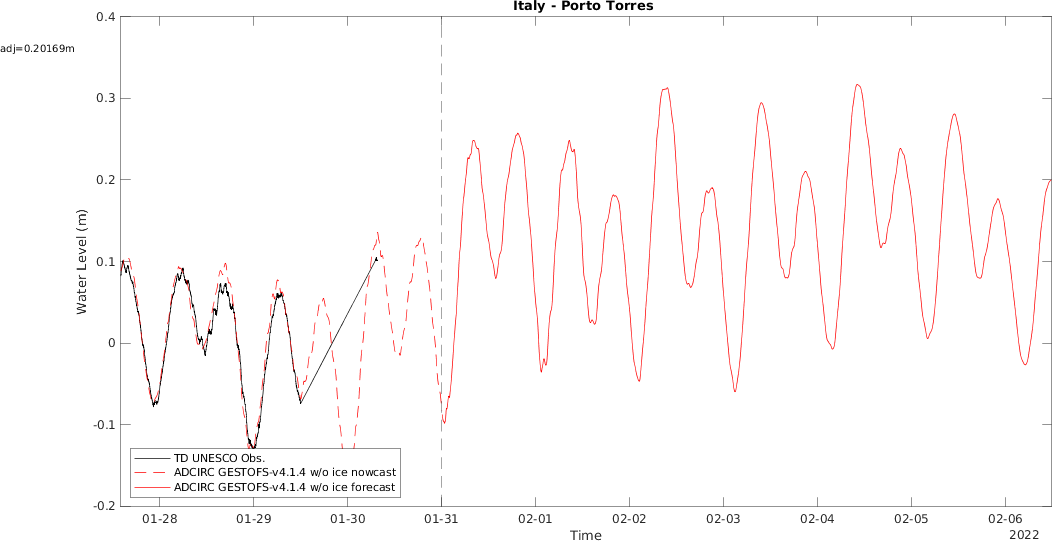 Italy - Porto Torres
adj=0.20169m
0.4
0.3
0.2
0.1
0
-0.1
-0.2
Water Level (m)
TD UNESCO Obs.
ADCIRC GESTOFS-v4.1.4 w/o ice nowcast
ADCIRC GESTOFS-v4.1.4 w/o ice forecast
01-28 01-29 01-30 01-31 02-01 02-02 02-03 02-04 02-05 02-06
Time
2022